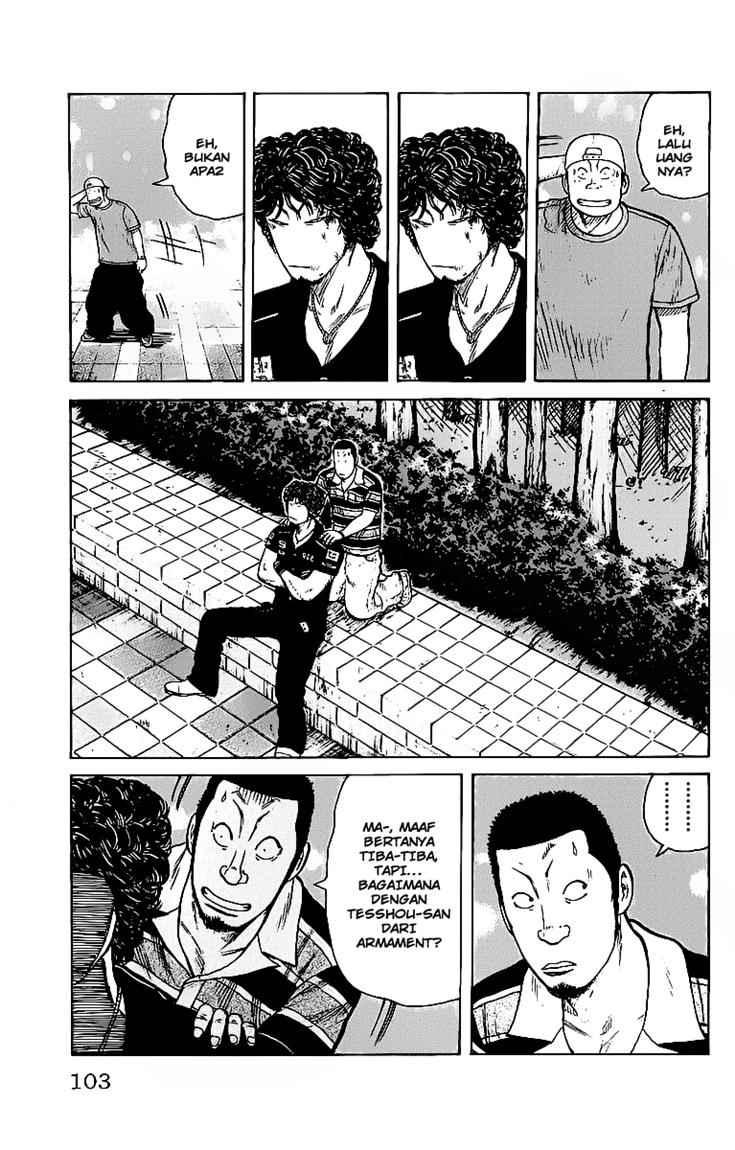 EH,
LALU
UANG
NYA?
EH,
BUKAN
APA2
MA-, MAAF
BERTANYA
TIBA-TIBA,
TAPI...
BAGAIMANA
DENGAN
TESSHOU-SAN
DARI
ARMAMENT?
103